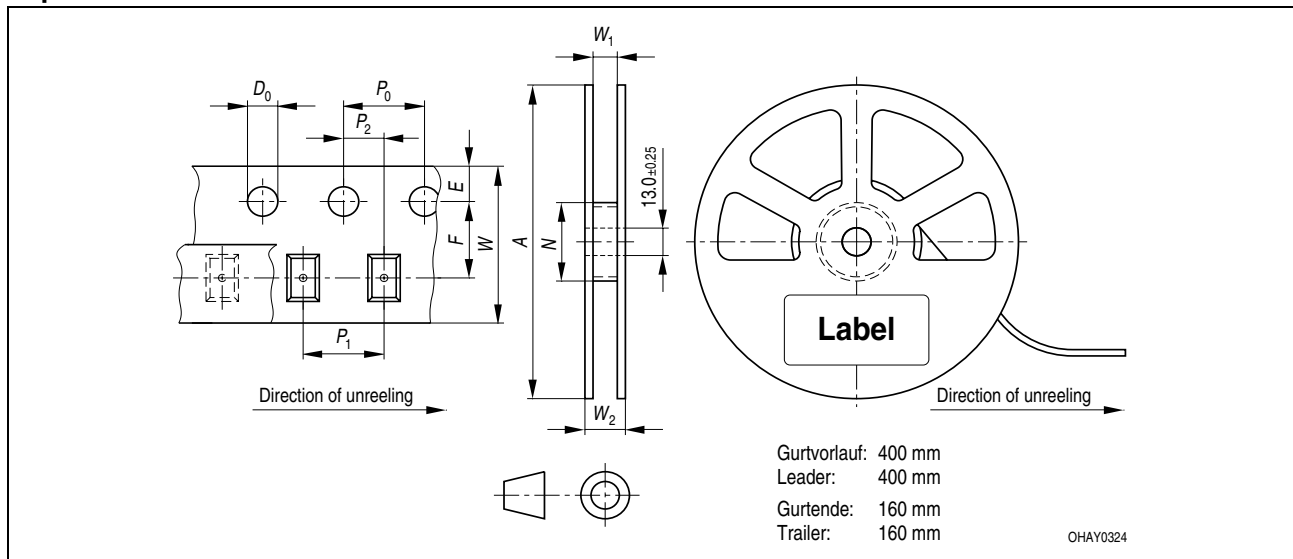 W1
D0
P0
P2
E
F
W
A
N
13.0±0.25
P1
Label
Direction of unreeling
Direction of unreeling
W2
Gurtvorlauf: 400 mm
Leader: 400 mm
Gurtende: 160 mm
Trailer: 160 mm
OHAY0324